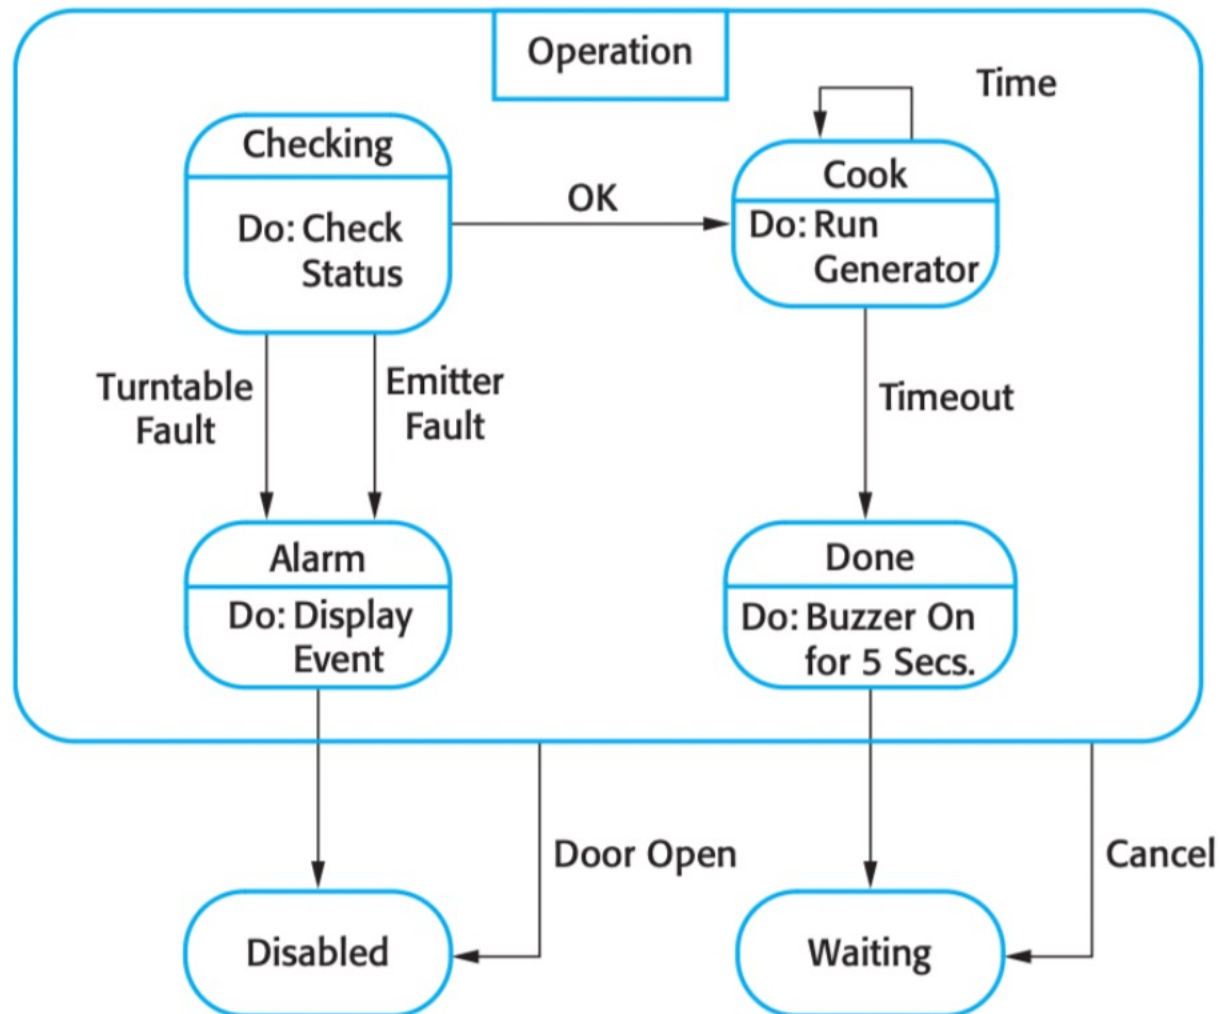 Operation
Time
Checking
Do: Check
Status
OK
Cook
Do: Run
Generator
Turntable
Fault
Emitter
Fault
Timeout
Alarm
Do: Display
Event
Done
Do: Buzzer On
for 5 Secs.
Door Open
Cancel
Disabled
Waiting